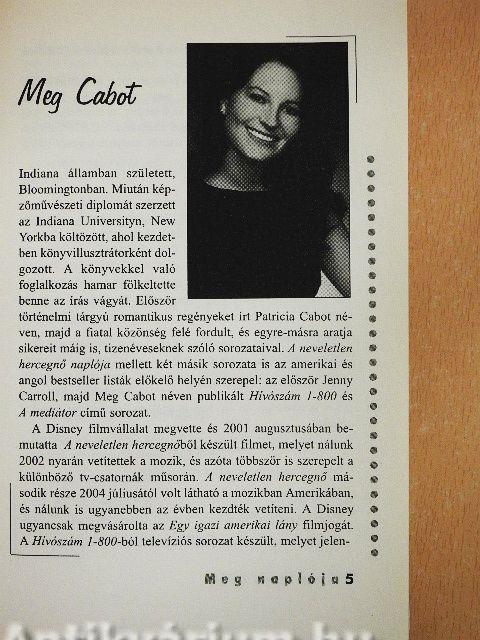 Meg Cabot
Indiana államban született,
Bloomingtonban. Miután kép-
zőművészeti diplomát szerzett
az Indiana Universityn, New
Yorkba költözött, ahol kezdet-
ben könyvillusztrátorként dol-
gozott. A könyvekkel való
foglalkozás hamar fölkeltette
benne az írás vágyát. Először
történelmi tárgyú romantikus regényeket írt Patricia Cabot né-
ven, majd a fiatal közönség felé fordult, és egyre-másra aratja
sikereit máig is, tizenéveseknek szóló sorozataival. A neveletlen
hercegnő naplója mellett két másik sorozata is az amerikai és
angol bestseller listák előkelő helyén szerepel: az először Jenny
Carroll, majd Meg Cabot néven publikált Hívószám 1-800 és
A mediátor című sorozat.
A Disney filmvállalat megvette és 2001 augusztusában be-
mutatta A neveletlen hercegnőből készült filmet, melyet nálunk
2002 nyarán vetítettek a mozik, és azóta többször is szerepelt a
különböző tv-csatornák műsorán. A neveletlen hercegnő má-
sodik része 2004 júliusától volt látható a mozikban Amerikában,
és nálunk is ugyanebben az évben kezdték vetíteni. A Disney
ugyancsak megvásárolta az Egy igazi amerikai lány filmjogát.
A Hívószám 1-800-ból televíziós sorozat készült, melyet jelen-
Meg naplója 5
Antikvárium.hu